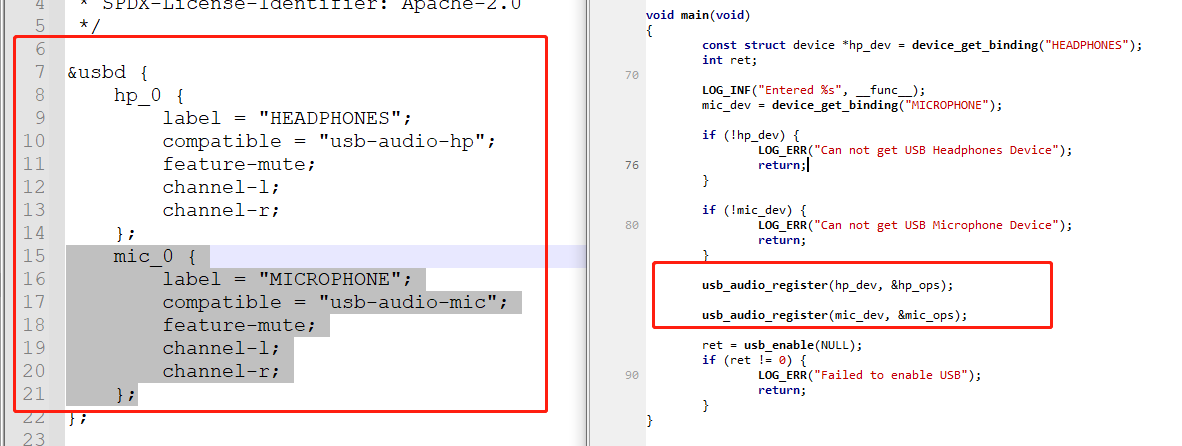 4 * SPDX-License-Identifier: Apache-2.0
5 */
6
7 &usbd {
8 hp_0 {
9 label = "HEADPHONES";
10 compatible = "usb-audio-hp";
11 feature-mute;
12 channel-l;
13 channel-r;
14 };
15 mic_0 {
16 label = "MICROPHONE";
17 compatible = "usb-audio-mic";
18 feature-mute;
19 channel-l;
20 channel-r;
21 };
22 };
23
void main(void)
{
const struct device *hp_dev = device_get_binding("HEADPHONES");
int ret;
70
LOG_INF("Entered %s", __func__);
mic_dev = device_get_binding("MICROPHONE");
if (!hp_dev) {
LOG_ERR("Can not get USB Headphones Device");
76 return;
}
if (!mic_dev) {
80 LOG_ERR("Can not get USB Microphone Device");
return;
}
usb_audio_register(hp_dev, &hp_ops);
usb_audio_register(mic_dev, &mic_ops);
ret = usb_enable(NULL);
if (ret != 0) {
90 LOG_ERR("Failed to enable USB");
return;
}
}